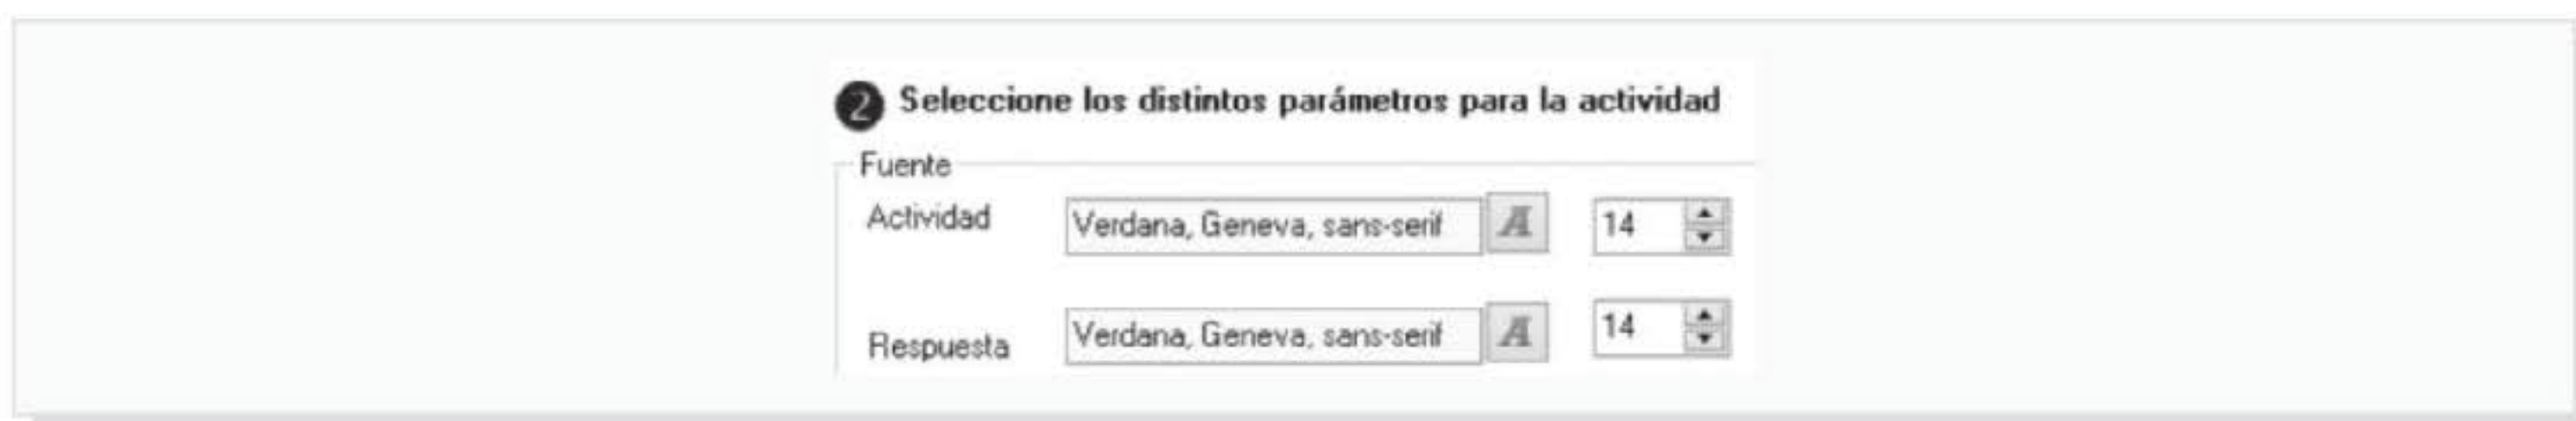 2 Seleccione los distintos parámetros para la actividad
Fuente
Actividad Verdana, Geneva, sans-serif A 14
Respuesta Verdana, Geneva, sans-serif A 14